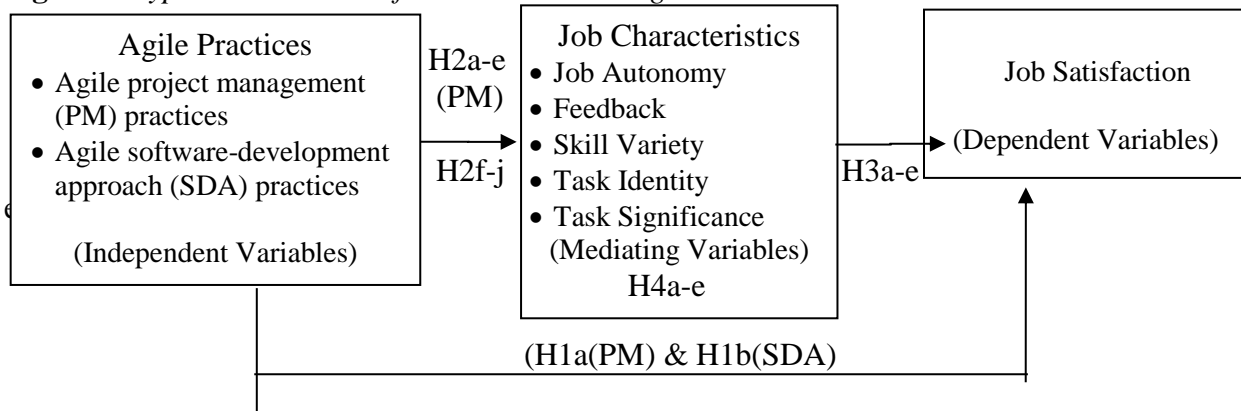 Agile Practices
• Agile project management
(PM) practices
• Agile software-development
approach (SDA) practices
(Independent Variables)
H2a-e
(PM)
H2f-j
Job Characteristics
• Job Autonomy
• Feedback
• Skill Variety
• Task Identity
• Task Significance
(Mediating Variables)
H4a-e
H3a-e
Job Satisfaction
(Dependent Variables)
(H1a(PM) & H1b(SDA)